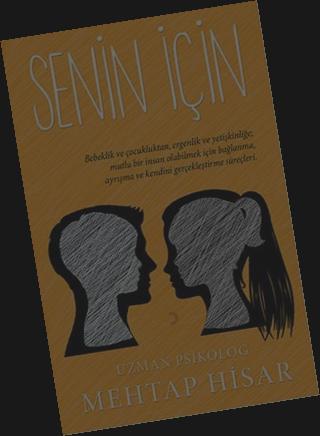 SENİN İÇİN
Bebeklik ve çocukluktan, ergenlik ve yetişkinliğe;
mutlu bir insan olabilmek için bağlanma,
ayrışma ve kendini gerçekleştirme süreçleri.
UZMAN PSİKOLOG
MEHTAP HİSAR